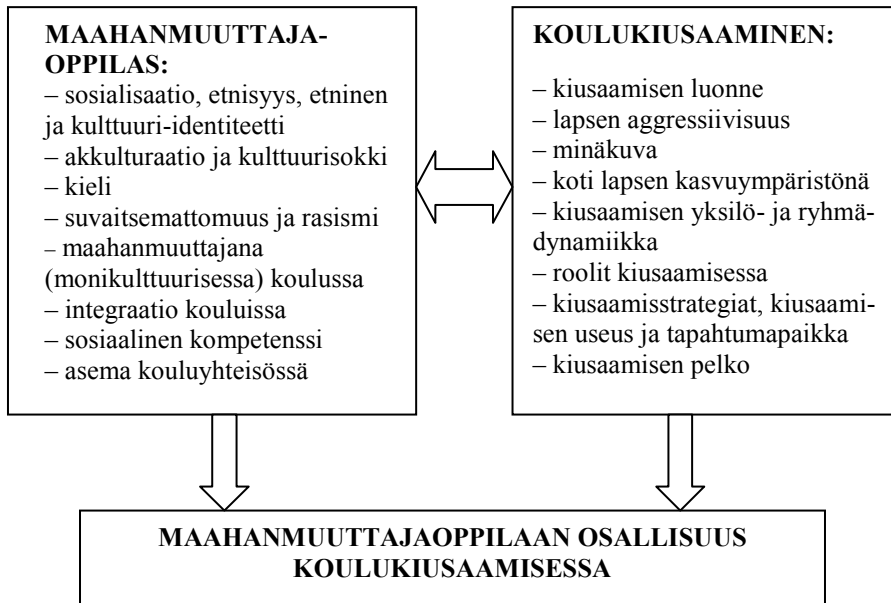 MAAHANMUUTTAJA-
OPPILAS:
– sosialisaatio, etnisyys, etninen
ja kulttuuri-identiteetti
– akkulturaatio ja kulttuurisokki
– kieli
– suvaitsemattomuus ja rasismi
– maahanmuuttajana
(monikulttuurisessa) koulussa
– integraatio kouluissa
– sosiaalinen kompetenssi
– asema kouluyhteisössä
KOULUKIUSAAMINEN:
– kiusaamisen luonne
– lapsen aggressiivisuus
– minäkuva
– koti lapsen kasvuympäristönä
– kiusaamisen yksilö- ja ryhmä-
dynamiikka
– roolit kiusaamisessa
– kiusaamisstrategiat, kiusaami-
sen useus ja tapahtumapaikka
– kiusaamisen pelko
MAAHANMUUTTAJAOPPILAAN OSALLISUUS
KOULUKIUSAAMISESSA